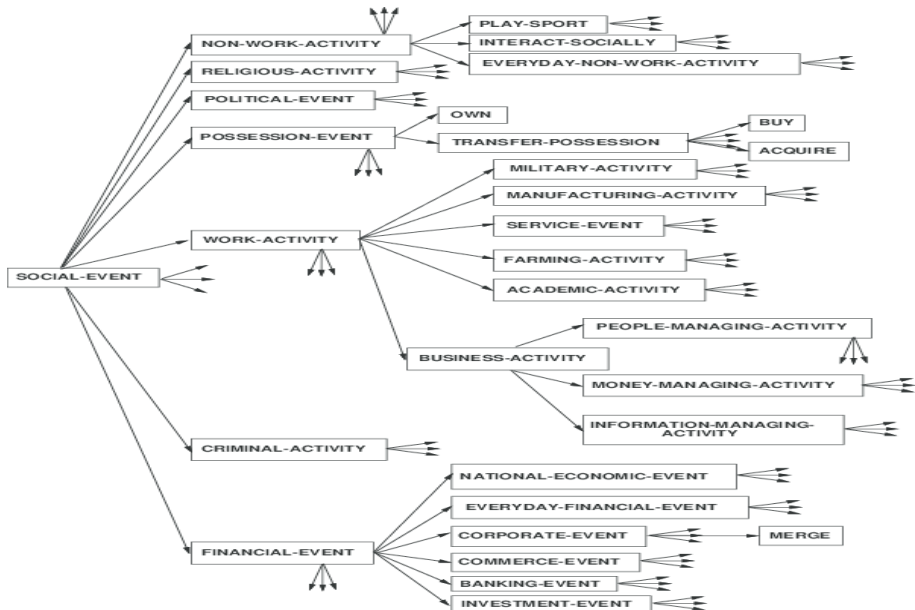 NON-WORK-ACTIVITY
PLAY-SPORT
INTERACT-SOCIALLY
EVERYDAY-NON-WORK-ACTIVITY
RELIGIOUS-ACTIVITY
POLITICAL-EVENT
POSSESSION-EVENT
OWN
TRANSFER-POSSESSION
BUY
ACQUIRE
SOCIAL-EVENT
WORK-ACTIVITY
MILITARY-ACTIVITY
MANUFACTURING-ACTIVITY
SERVICE-EVENT
FARMING-ACTIVITY
ACADEMIC-ACTIVITY
BUSINESS-ACTIVITY
PEOPLE-MANAGING-ACTIVITY
MONEY-MANAGING-ACTIVITY
INFORMATION-MANAGING-
ACTIVITY
CRIMINAL-ACTIVITY
FINANCIAL-EVENT
NATIONAL-ECONOMIC-EVENT
EVERYDAY-FINANCIAL-EVENT
CORPORATE-EVENT
MERGE
COMMERCE-EVENT
BANKING-EVENT
INVESTMENT-EVENT